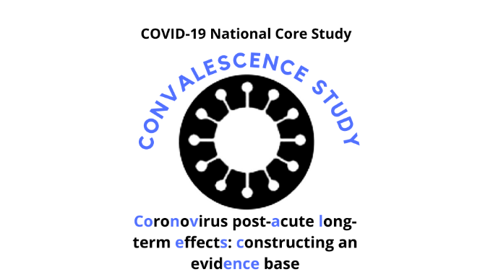 COVID-19 National Core Study
CONVALESCENCE STUDY
Coronovirus post-acute long-
term effects: constructing an
evidence base